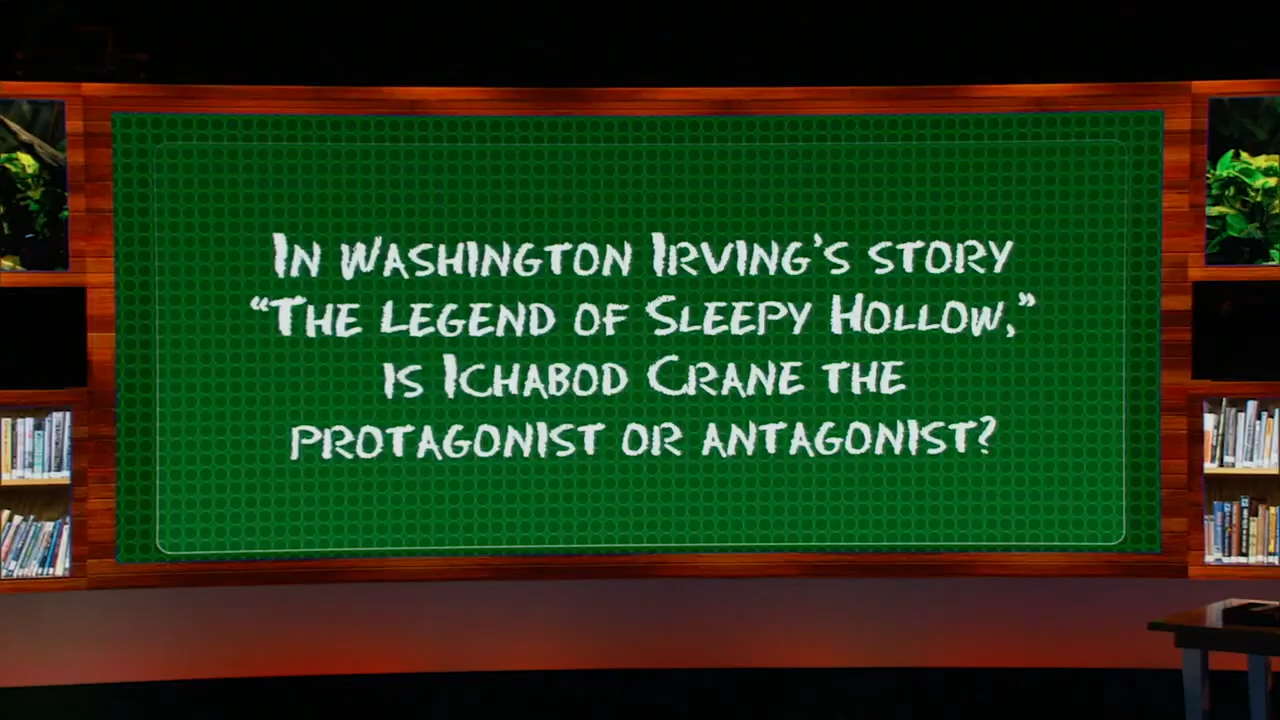 In Washington Irving's story
“The Legend of Sleepy Hollow,”
is Ichabod Crane the
protagonist or antagonist?